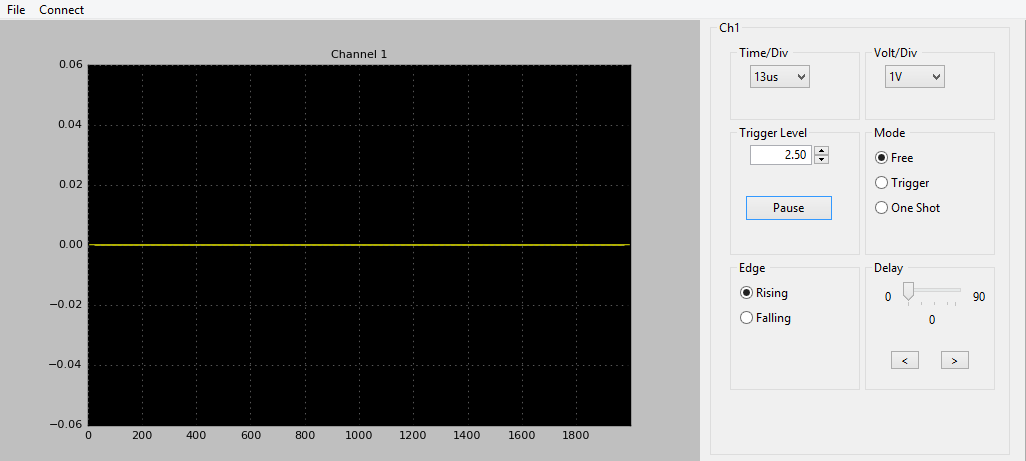 File Connect
Channel 1
0.06
0.04
0.02
0.00
−0.02
−0.04
−0.06
0 200 400 600 800 1000 1200 1400 1600 1800
Ch1
Time/Div
13us
Volt/Div
1V
Trigger Level
2.50
Pause
Mode
Free
Trigger
One Shot
Edge
Rising
Falling
Delay
0 90
0
< >